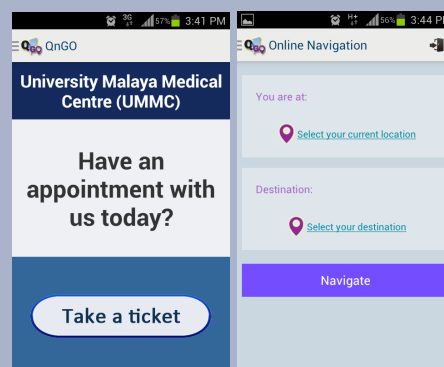 3G 57% 3:41 PM
QnGO
University Malaya Medical
Centre (UMMC)
Have an
appointment with
us today?
Take a ticket
H+ 56% 3:44 PM
Online Navigation
You are at:
Select your current location
Destination:
Select your destination
Navigate